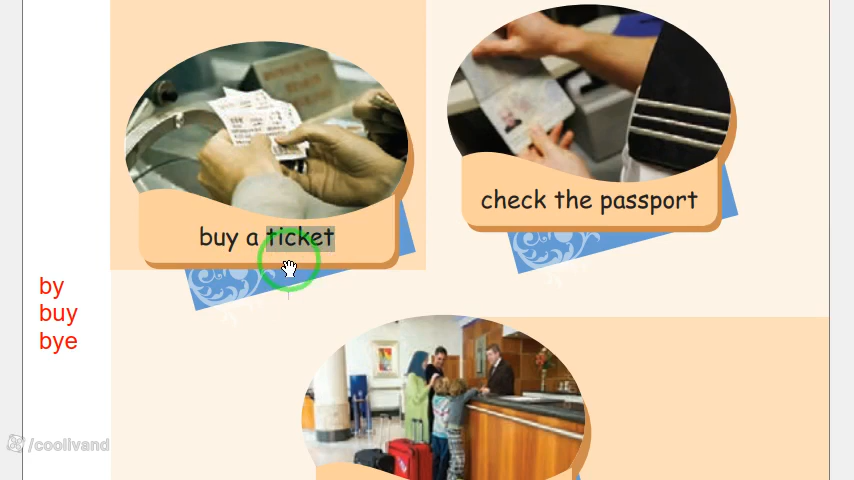 buy a ticket
check the passport
by
buy
bye
/coolivand